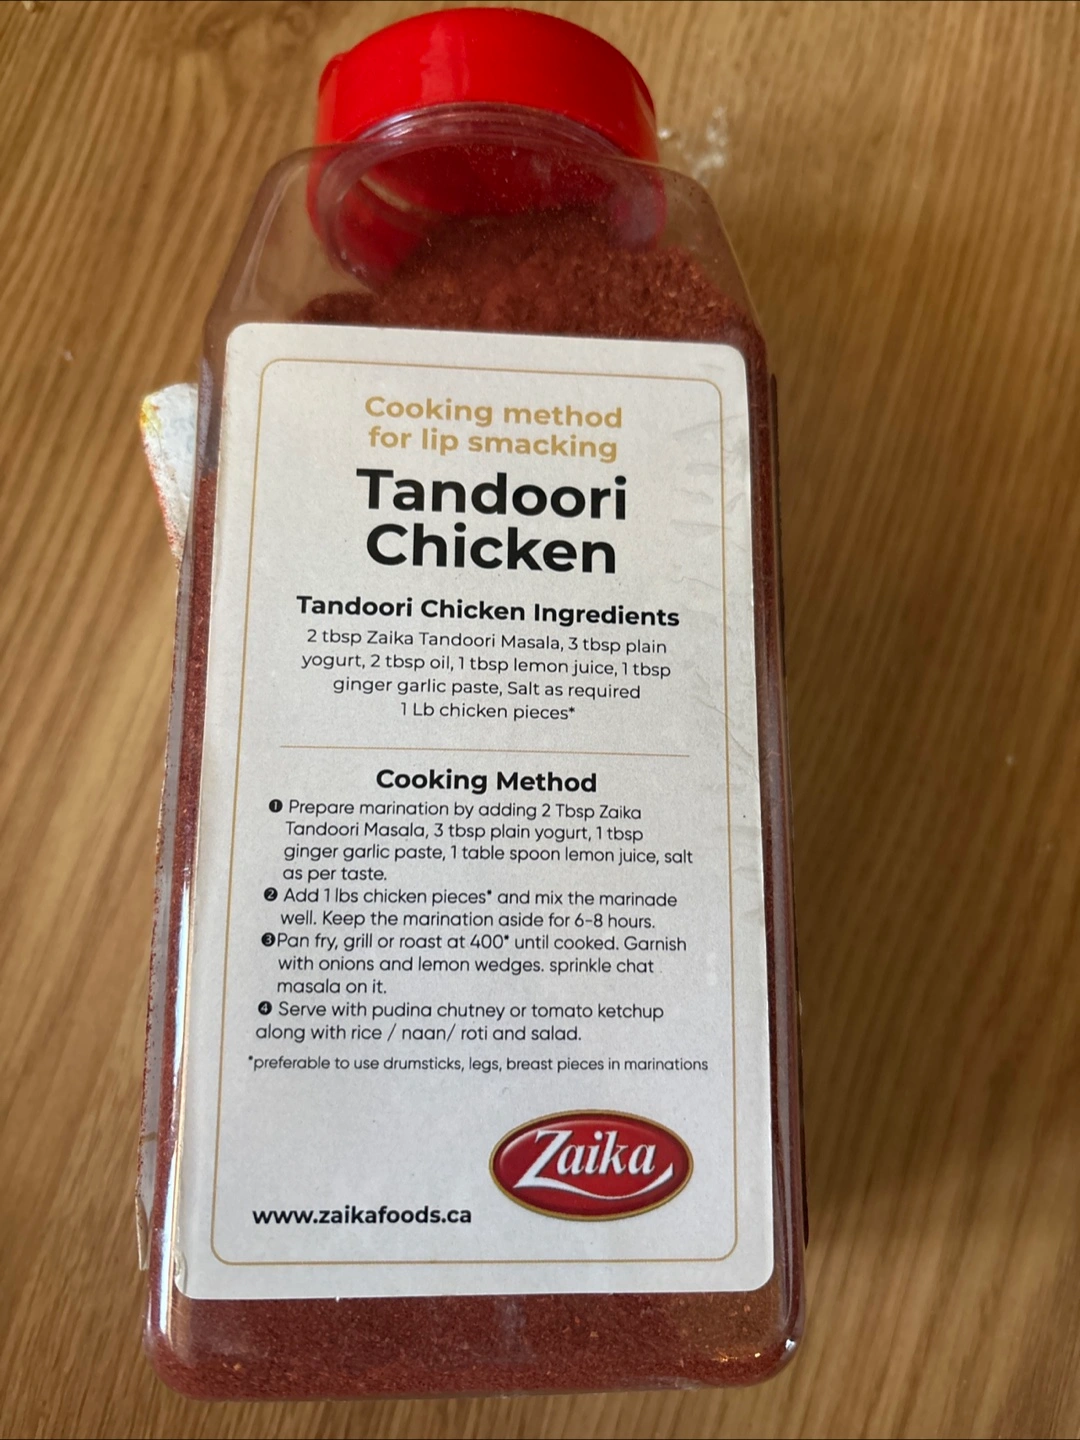 Cooking method
for lip smacking
Tandoori
Chicken
Tandoori Chicken Ingredients
2 tbsp Zaika Tandoori Masala, 3 tbsp plain
yogurt, 2 tbsp oil, 1 tbsp lemon juice, 1 tbsp
ginger garlic paste, Salt as required
1 Lb chicken pieces*
Cooking Method
❶ Prepare marination by adding 2 Tbsp Zaika
Tandoori Masala, 3 tbsp plain yogurt, 1 tbsp
ginger garlic paste, 1 table spoon lemon juice, salt
as per taste.
❷ Add 1 lbs chicken pieces* and mix the marinade
well. Keep the marination aside for 6-8 hours.
❸Pan fry, grill or roast at 400° until cooked. Garnish
with onions and lemon wedges. sprinkle chat
masala on it.
❹ Serve with pudina chutney or tomato ketchup
along with rice / naan/ roti and salad.
*preferable to use drumsticks, legs, breast pieces in marinations
Zaika
www.zaikafoods.ca